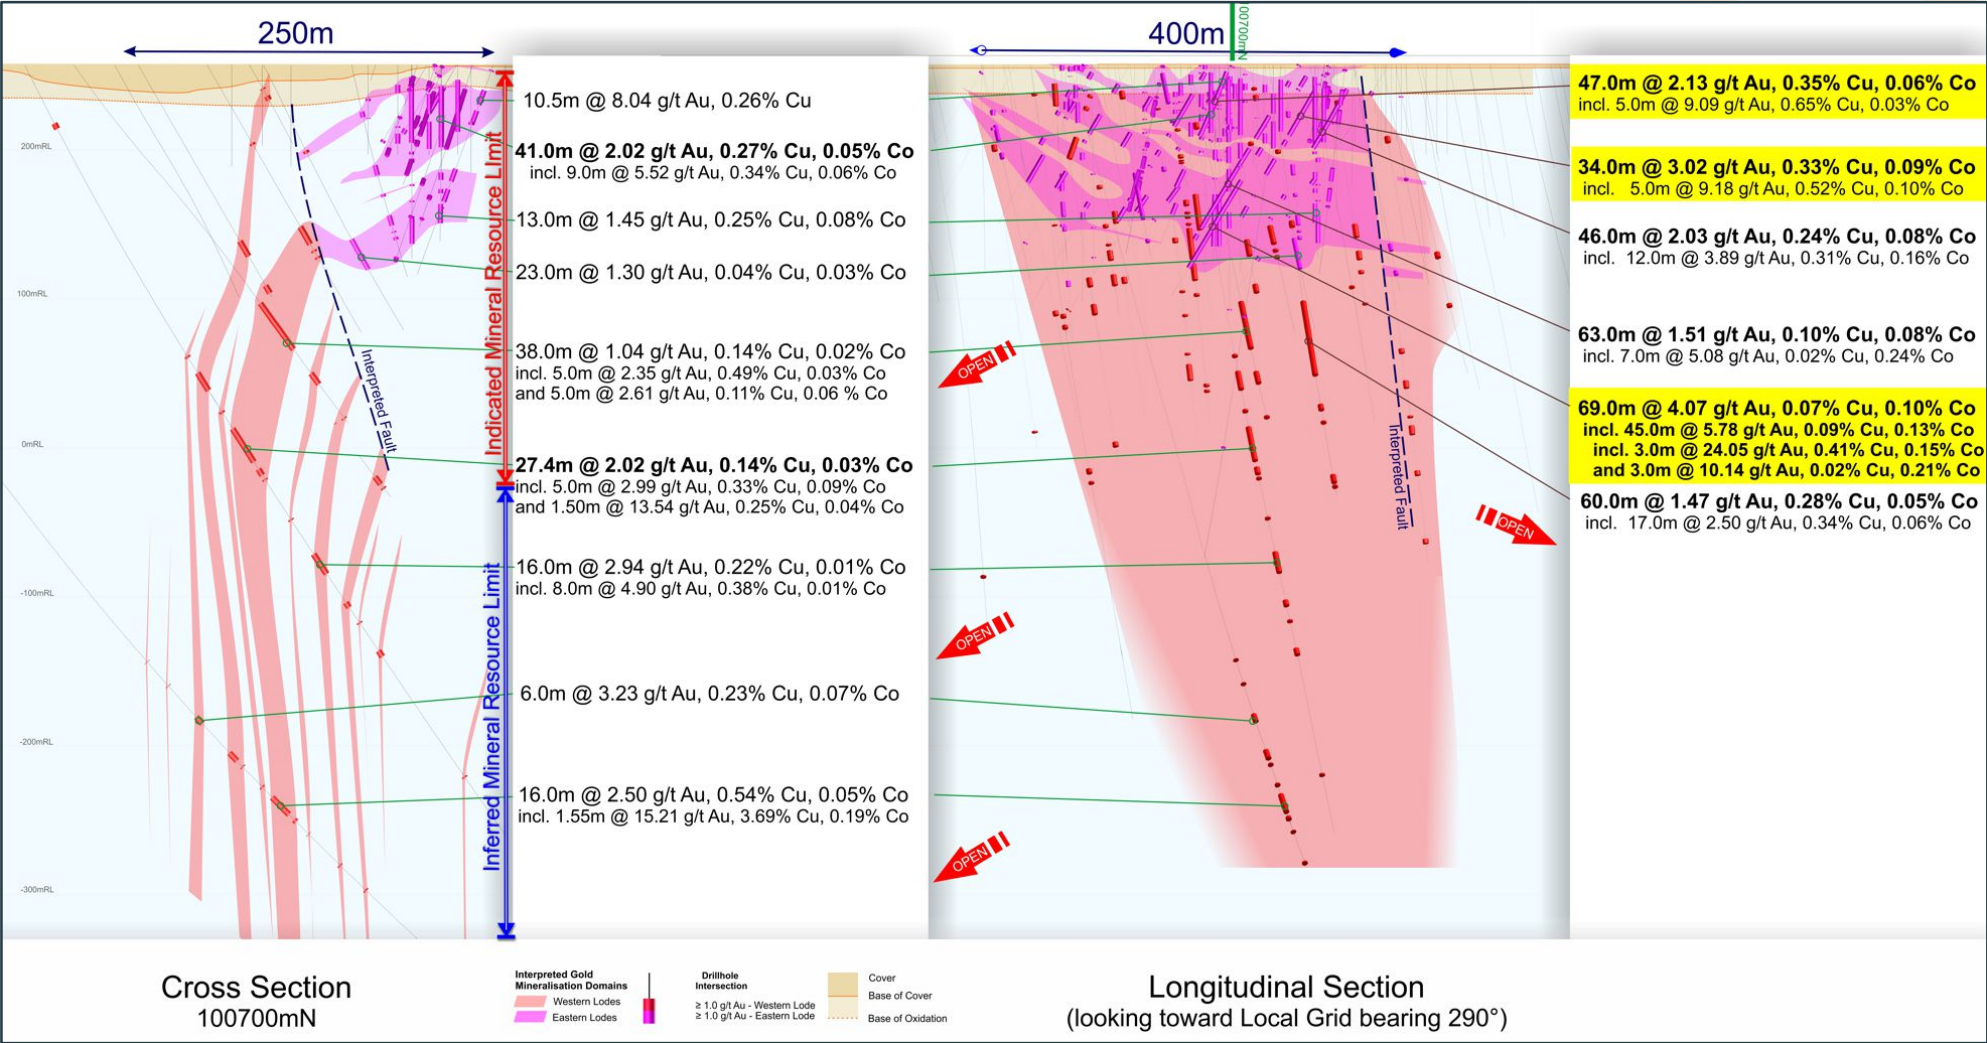 250m
200mRL
100mRL
0mRL
-100mRL
-200mRL
-300mRL
Interpreted Fault
Indicated Mineral Resource Limit
Inferred Mineral Resource Limit
10.5m @ 8.04 g/t Au, 0.26% Cu
41.0m @ 2.02 g/t Au, 0.27% Cu, 0.05% Co
incl. 9.0m @ 5.52 g/t Au, 0.34% Cu, 0.06% Co
13.0m @ 1.45 g/t Au, 0.25% Cu, 0.08% Co
23.0m @ 1.30 g/t Au, 0.04% Cu, 0.03% Co
38.0m @ 1.04 g/t Au, 0.14% Cu, 0.02% Co
incl. 5.0m @ 2.35 g/t Au, 0.49% Cu, 0.03% Co
and 5.0m @ 2.61 g/t Au, 0.11% Cu, 0.06 % Co
27.4m @ 2.02 g/t Au, 0.14% Cu, 0.03% Co
incl. 5.0m @ 2.99 g/t Au, 0.33% Cu, 0.09% Co
and 1.50m @ 13.54 g/t Au, 0.25% Cu, 0.04% Co
16.0m @ 2.94 g/t Au, 0.22% Cu, 0.01% Co
incl. 8.0m @ 4.90 g/t Au, 0.38% Cu, 0.01% Co
6.0m @ 3.23 g/t Au, 0.23% Cu, 0.07% Co
16.0m @ 2.50 g/t Au, 0.54% Cu, 0.05% Co
incl. 1.55m @ 15.21 g/t Au, 3.69% Cu, 0.19% Co
400m
00700mN
OPEN
OPEN
OPEN
OPEN
Interpreted Fault
47.0m @ 2.13 g/t Au, 0.35% Cu, 0.06% Co
incl. 5.0m @ 9.09 g/t Au, 0.65% Cu, 0.03% Co
34.0m @ 3.02 g/t Au, 0.33% Cu, 0.09% Co
incl. 5.0m @ 9.18 g/t Au, 0.52% Cu, 0.10% Co
46.0m @ 2.03 g/t Au, 0.24% Cu, 0.08% Co
incl. 12.0m @ 3.89 g/t Au, 0.31% Cu, 0.16% Co
63.0m @ 1.51 g/t Au, 0.10% Cu, 0.08% Co
incl. 7.0m @ 5.08 g/t Au, 0.02% Cu, 0.24% Co
69.0m @ 4.07 g/t Au, 0.07% Cu, 0.10% Co
incl. 45.0m @ 5.78 g/t Au, 0.09% Cu, 0.13% Co
incl. 3.0m @ 24.05 g/t Au, 0.41% Cu, 0.15% Co
and 3.0m @ 10.14 g/t Au, 0.02% Cu, 0.21% Co
60.0m @ 1.47 g/t Au, 0.28% Cu, 0.05% Co
incl. 17.0m @ 2.50 g/t Au, 0.34% Cu, 0.06% Co
Cross Section
100700mN
Interpreted Gold
Mineralisation Domains
Western Lodes
Eastern Lodes
Drillhole
Intersection
≥ 1.0 g/t Au - Western Lode
≥ 1.0 g/t Au - Eastern Lode
Cover
Base of Cover
Base of Oxidation
Longitudinal Section
(looking toward Local Grid bearing 290°)